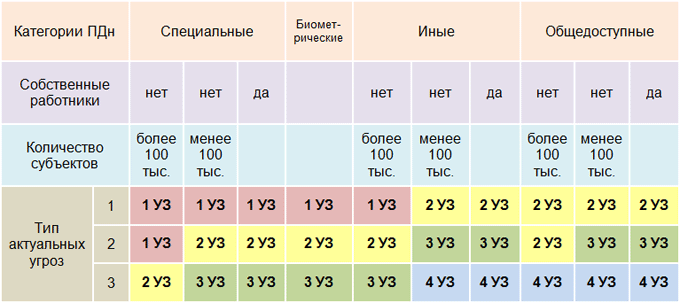 Категории ПДн Специальные Биомет-рические Иные Общедоступные
Собственные работники нет нет да нет нет да нет нет да
Количество субъектов более 100 тыс. менее 100 тыс. более 100 тыс. менее 100 тыс. более 100 тыс. менее 100 тыс.
Тип актуальных угроз
1 1 УЗ 1 УЗ 1 УЗ 1 УЗ 1 УЗ 2 УЗ 2 УЗ 2 УЗ 2 УЗ 2 УЗ
2 1 УЗ 2 УЗ 2 УЗ 2 УЗ 2 УЗ 3 УЗ 3 УЗ 2 УЗ 3 УЗ 3 УЗ
3 2 УЗ 3 УЗ 3 УЗ 3 УЗ 3 УЗ 4 УЗ 4 УЗ 4 УЗ 4 УЗ 4 УЗ